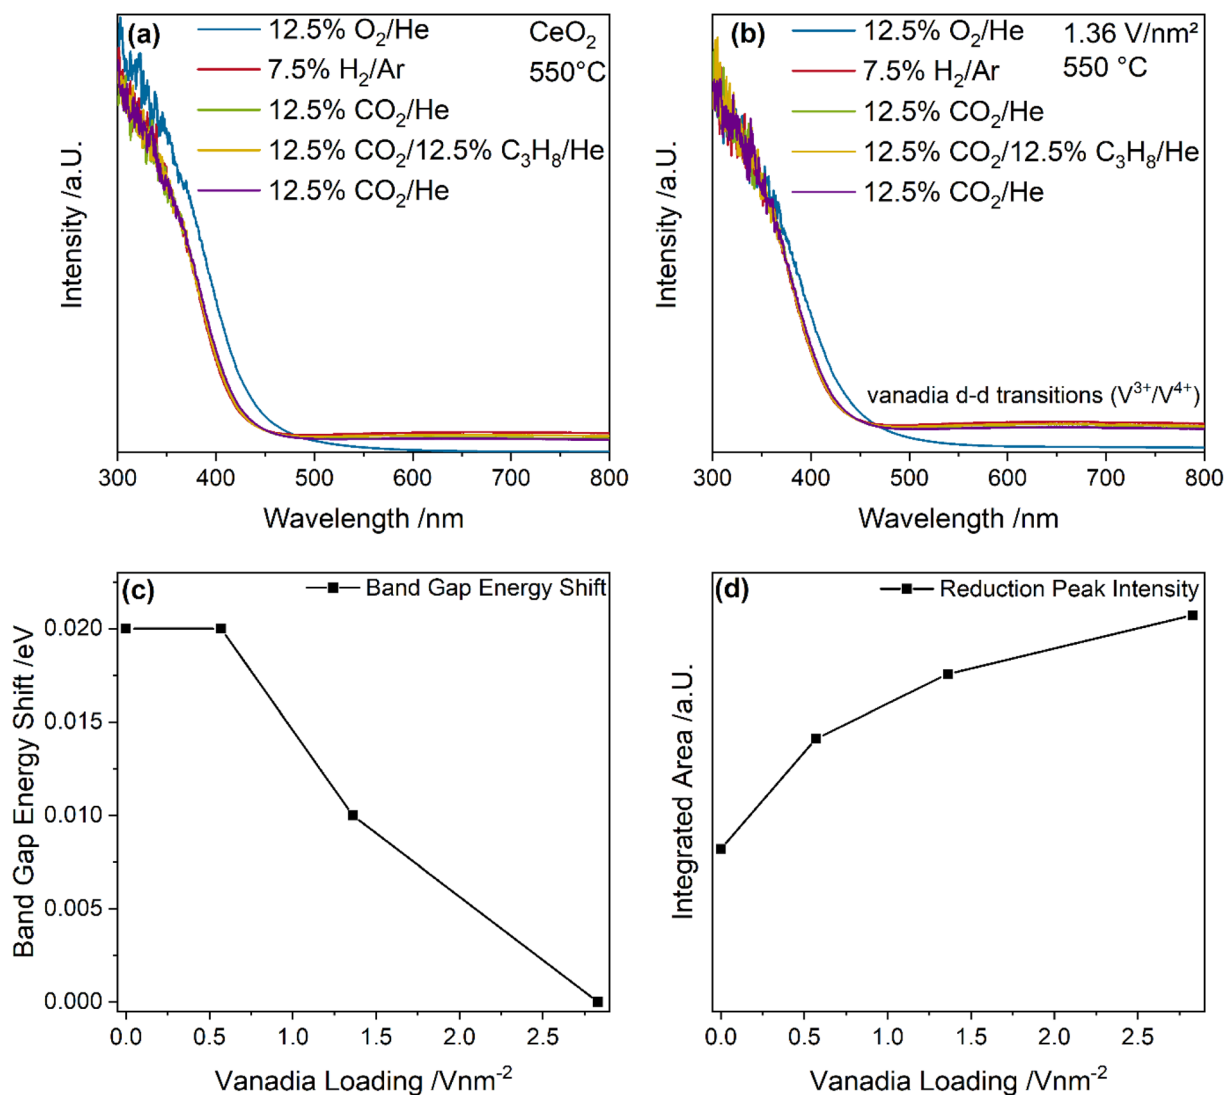 (a)
12.5% O₂/He
7.5% H₂/Ar
12.5% CO₂/He
12.5% CO₂/12.5% C₃H₈/He
12.5% CO₂/He
CeO₂
550°C
Intensity /a.U.
300 400 500 600 700 800
Wavelength /nm
(b)
12.5% O₂/He
7.5% H₂/Ar
12.5% CO₂/He
12.5% CO₂/12.5% C₃H₈/He
12.5% CO₂/He
1.36 V/nm²
550 °C
vanadia d-d transitions (V³⁺/V⁴⁺)
Intensity /a.U.
300 400 500 600 700 800
Wavelength /nm
(c)
Band Gap Energy Shift
Band Gap Energy Shift /eV
0.020
0.015
0.010
0.005
0.000
0.0 0.5 1.0 1.5 2.0 2.5
Vanadia Loading /Vnm⁻²
(d)
Reduction Peak Intensity
Integrated Area /a.U.
0.0 0.5 1.0 1.5 2.0 2.5
Vanadia Loading /Vnm⁻²